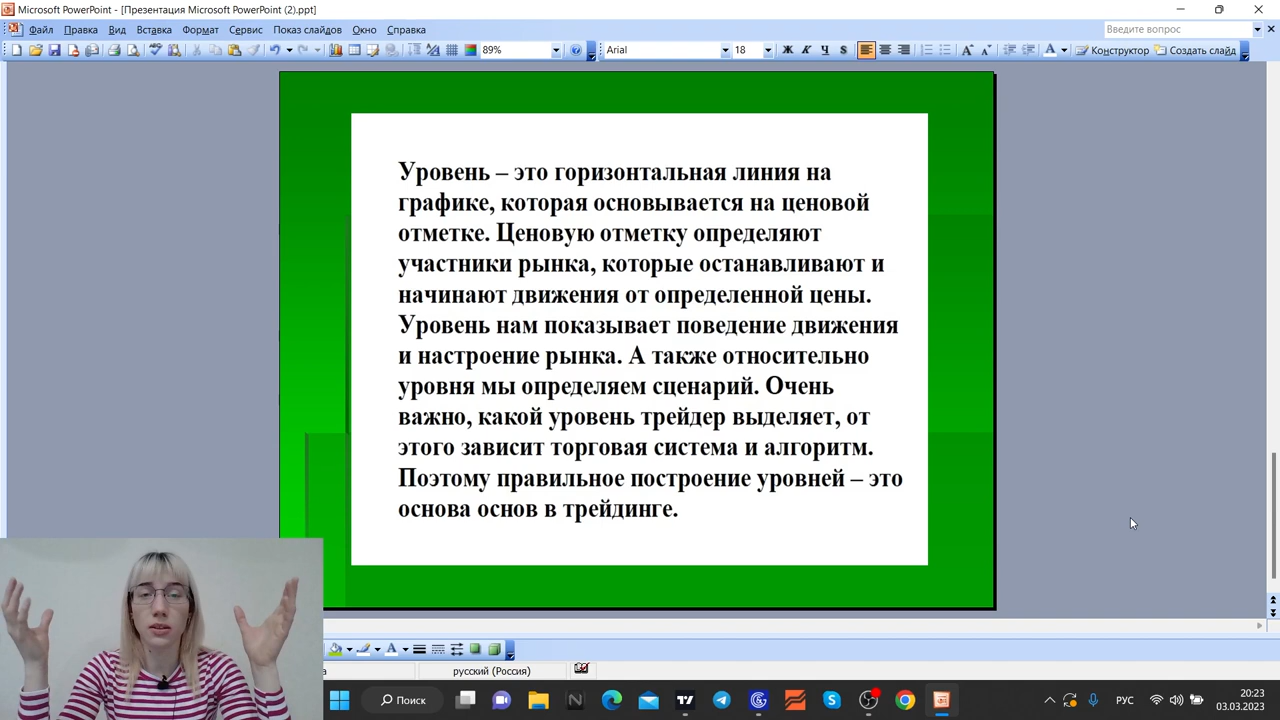 Microsoft PowerPoint - [Презентация Microsoft PowerPoint (2).ppt]
Файл Правка Вид Вставка Формат Сервис Показ слайдов Окно Справка
Введите вопрос
89%
Arial
18
Ж К Ч S
Конструктор
Создать слайд
Уровень – это горизонтальная линия на
графике, которая основывается на ценовой
отметке. Ценовую отметку определяют
участники рынка, которые останавливают и
начинают движения от определенной цены.
Уровень нам показывает поведение движения
и настроение рынка. А также относительно
уровня мы определяем сценарий. Очень
важно, какой уровень трейдер выделяет, от
этого зависит торговая система и алгоритм.
Поэтому правильное построение уровней – это
основа основ в трейдинге.
русский (Россия)
Поиск
РУС
20:23
03.03.2023